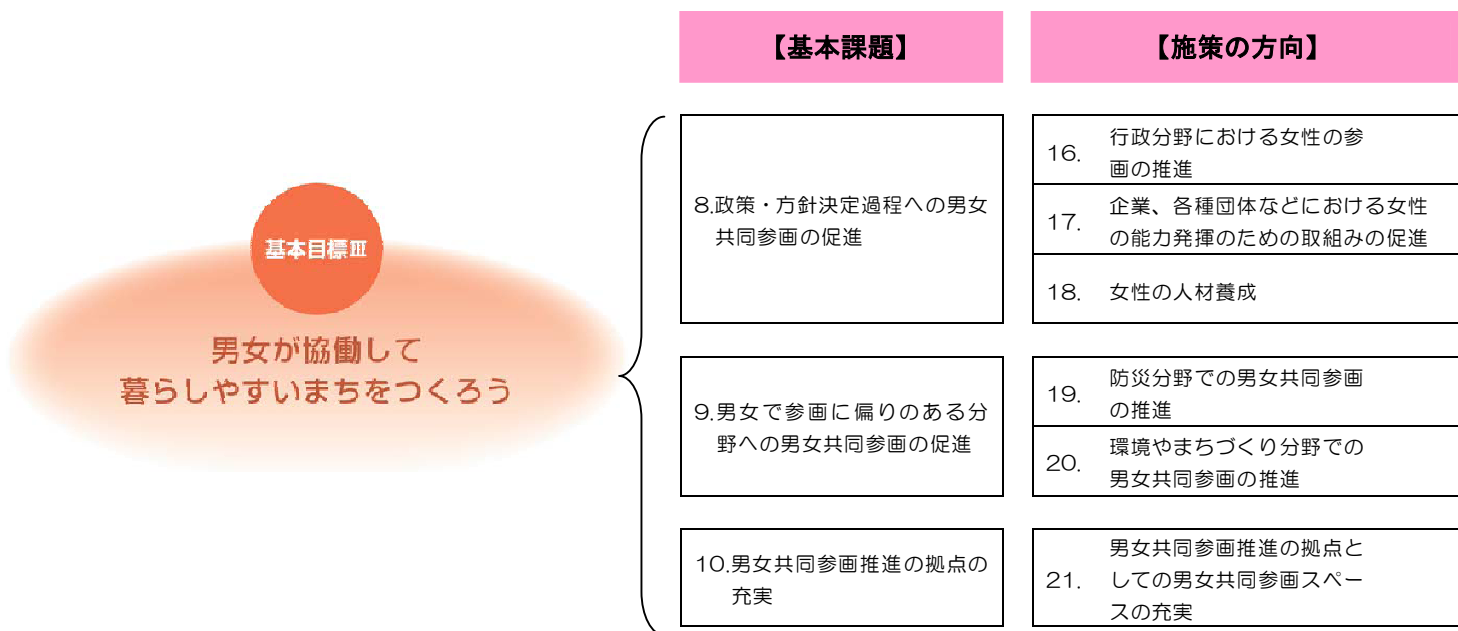 【基本課題】
【施策の方向】
基本目標Ⅲ
男女が協働して
暮らしやすいまちをつくろう
8.政策・方針決定過程への男女
共同参画の促進
16.
行政分野における女性の参
画の推進
17.
企業、各種団体などにおける女性
の能力発揮のための取組みの促進
18.
女性の人材養成
9.男女で参画に偏りのある分
野への男女共同参画の促進
19.
防災分野での男女共同参画
の推進
20.
環境やまちづくり分野での
男女共同参画の推進
10.男女共同参画推進の拠点の
充実
21.
男女共同参画推進の拠点と
しての男女共同参画スペー
スの充実